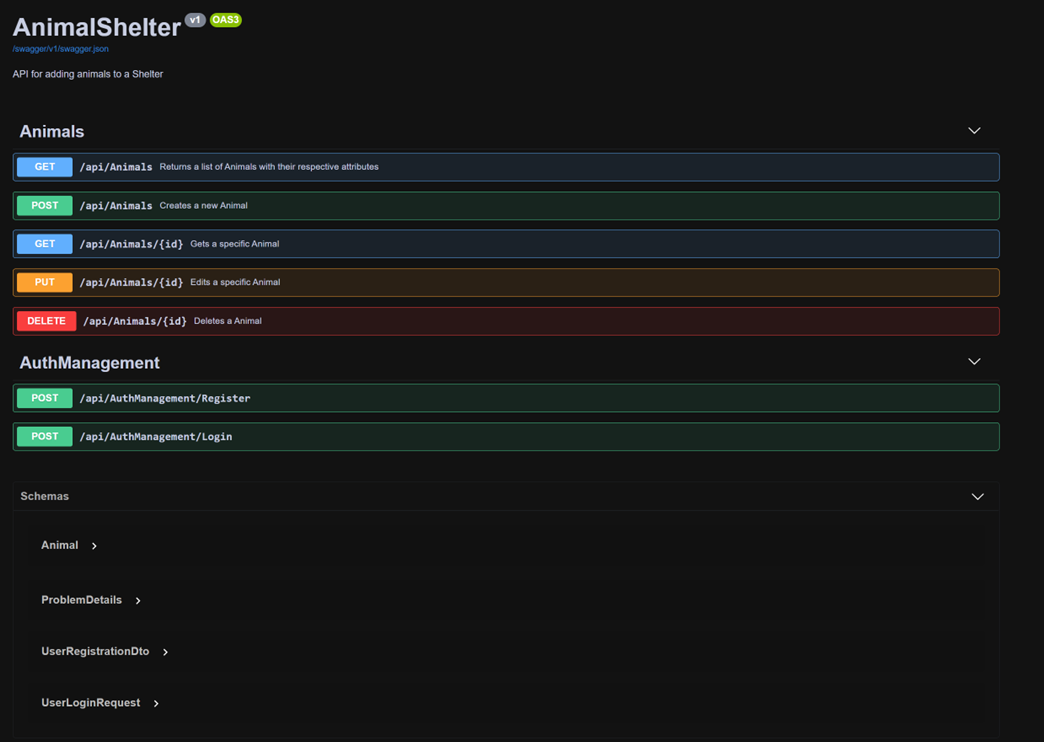 AnimalShelter v1 OAS3
/swagger/v1/swagger.json
API for adding animals to a Shelter
Animals
GET /api/Animals Returns a list of Animals with their respective attributes
POST /api/Animals Creates a new Animal
GET /api/Animals/{id} Gets a specific Animal
PUT /api/Animals/{id} Edits a specific Animal
DELETE /api/Animals/{id} Deletes a Animal
AuthManagement
POST /api/AuthManagement/Register
POST /api/AuthManagement/Login
Schemas
Animal
ProblemDetails
UserRegistrationDto
UserLoginRequest